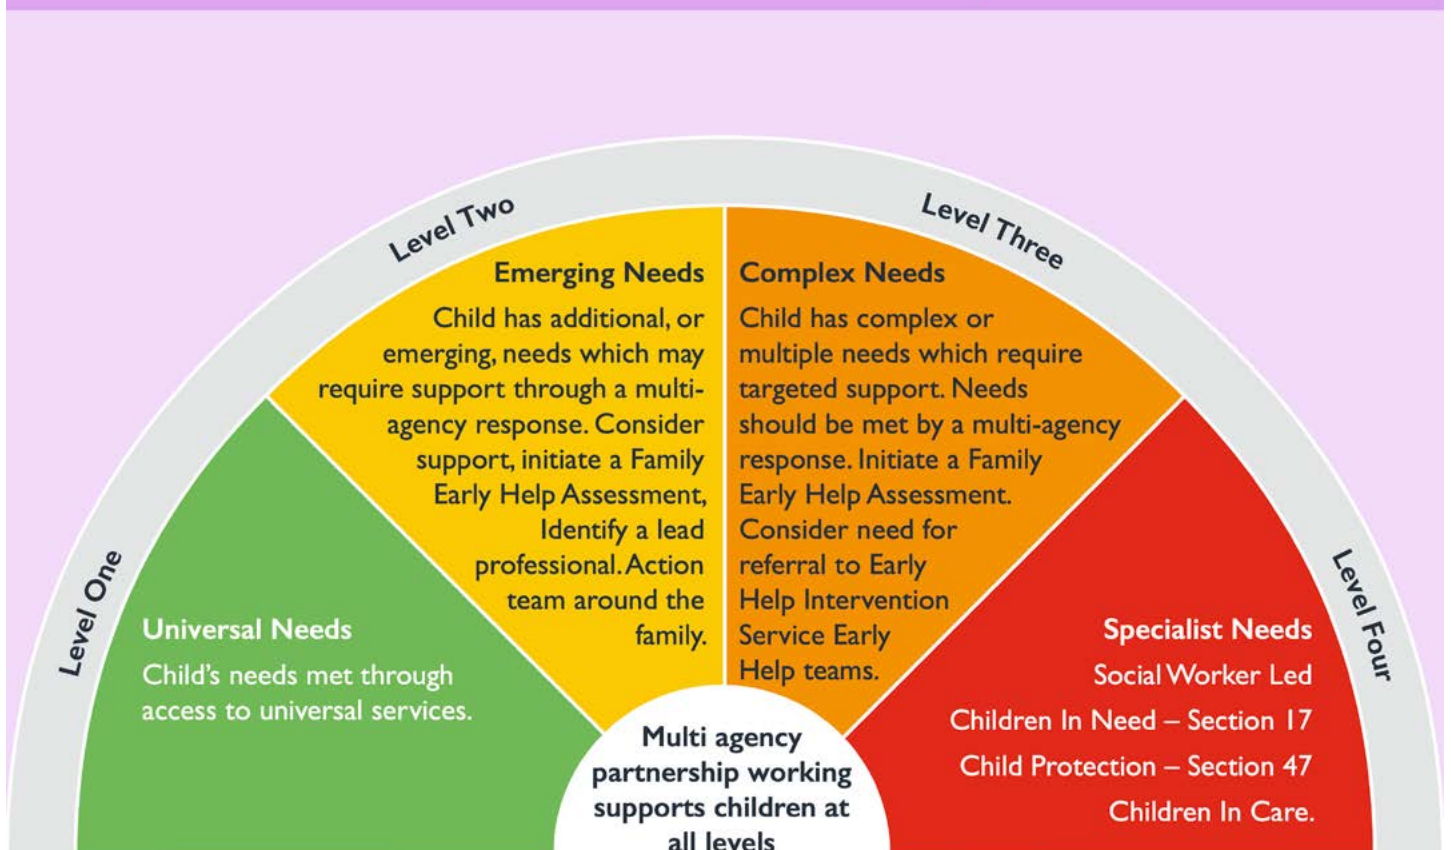 Level One
Universal Needs
Child's needs met through
access to universal services.
Level Two
Emerging Needs
Child has additional, or
emerging, needs which may
require support through a multi-
agency response. Consider
support, initiate a Family
Early Help Assessment,
Identify a lead
professional. Action
team around the
family.
Level Three
Complex Needs
Child has complex or
multiple needs which require
targeted support. Needs
should be met by a multi-agency
response. Initiate a Family
Early Help Assessment.
Consider need for
referral to Early
Help Intervention
Service Early
Help teams.
Level Four
Specialist Needs
Social Worker Led
Children In Need – Section 17
Child Protection – Section 47
Children In Care.
Multi agency
partnership working
supports children at
all levels